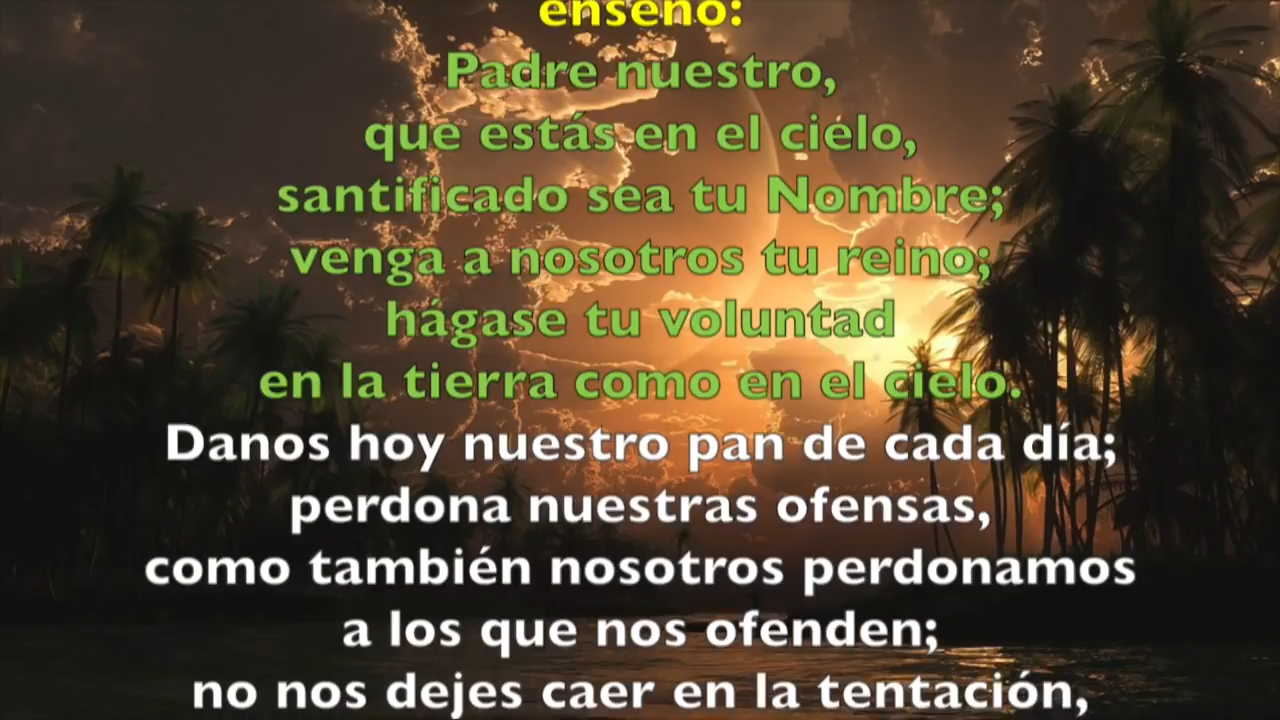 enseñó:
Padre nuestro,
que estás en el cielo,
santificado sea tu Nombre;
venga a nosotros tu reino;
hágase tu voluntad
en la tierra como en el cielo.
Danos hoy nuestro pan de cada día;
perdona nuestras ofensas,
como también nosotros perdonamos
a los que nos ofenden;
no nos dejes caer en la tentación,